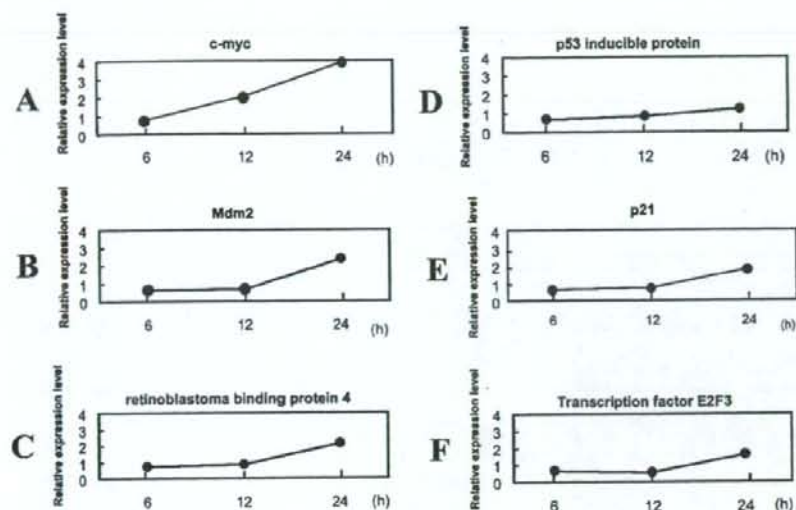 A
c-myc
Relative expression level
4
3
2
1
0
6 12 24 (h)
B
Mdm2
Relative expression level
4
3
2
1
0
6 12 24 (h)
C
retinoblastoma binding protein 4
Relative expression level
4
3
2
1
0
6 12 24 (h)
D
p53 inducible protein
Relative expression level
4
3
2
1
0
6 12 24 (h)
E
p21
Relative expression level
4
3
2
1
0
6 12 24 (h)
F
Transcription factor E2F3
Relative expression level
4
3
2
1
0
6 12 24 (h)